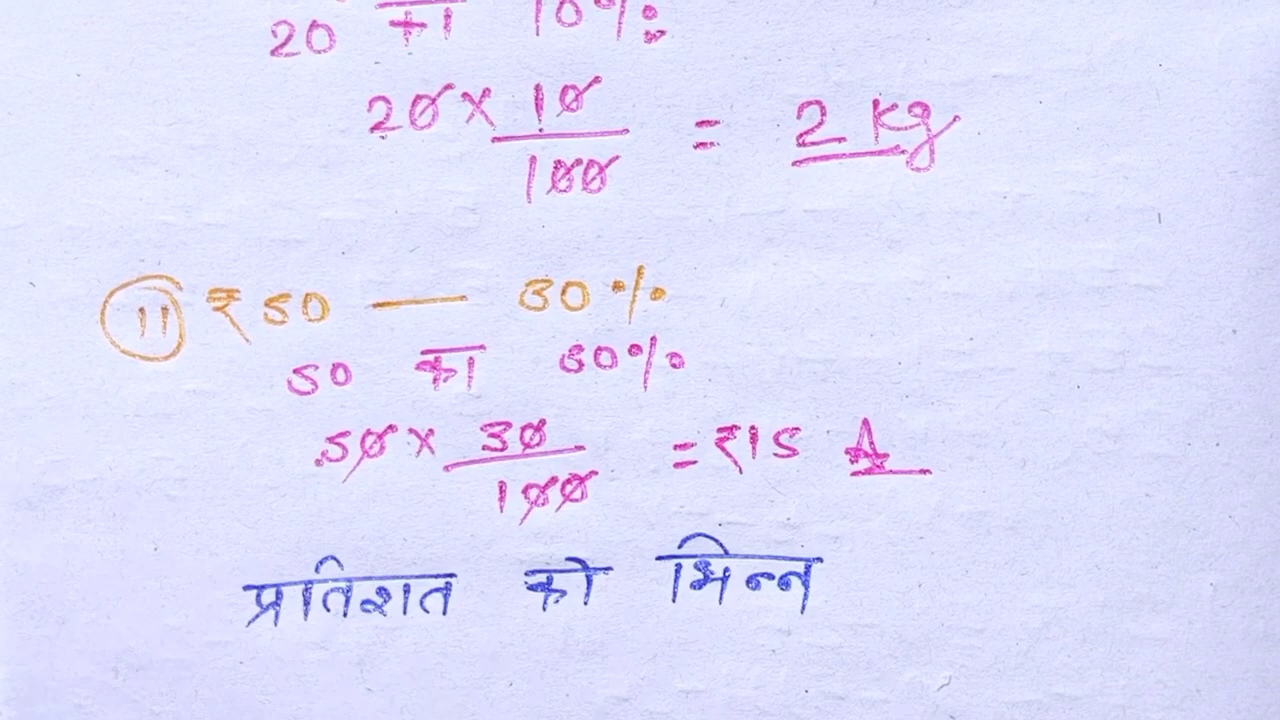 20 का 10%
20 × 10/100 = 2 kg
(11) ₹50 — 30%
50 का 30%
50 × 30/100 = ₹15 A
प्रतिशत को भिन्न